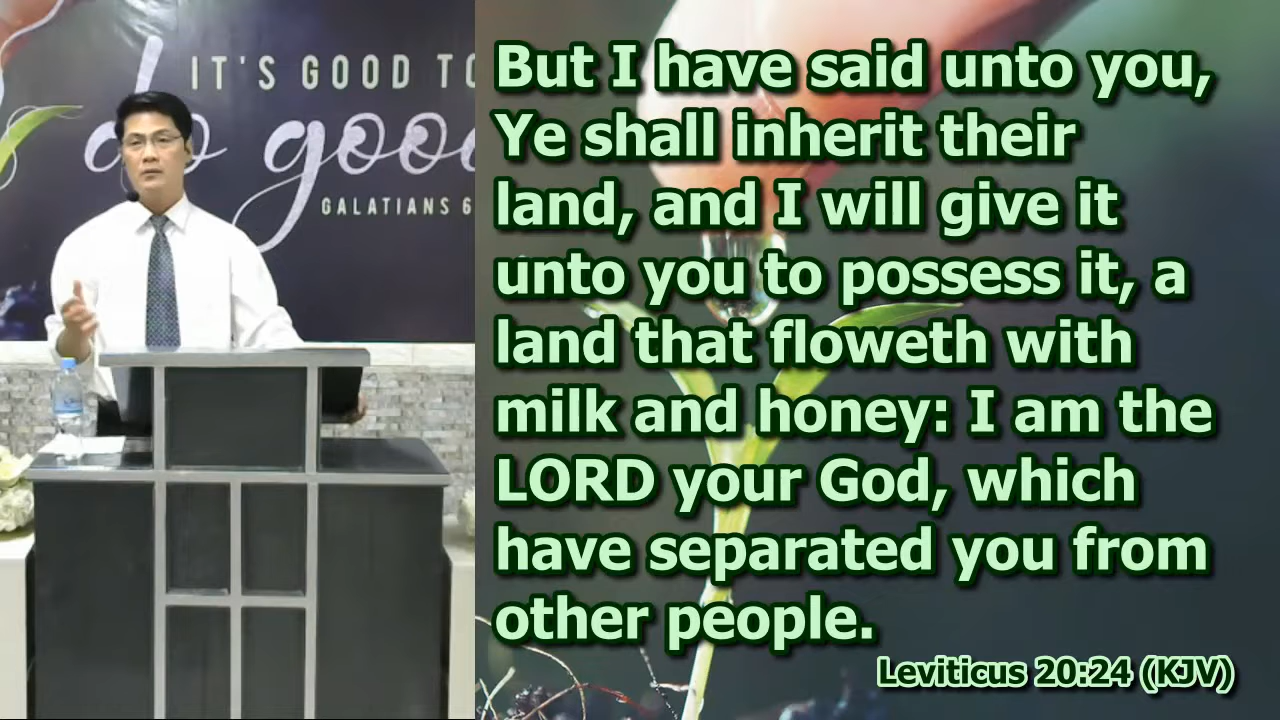 IT'S GOOD TO
do good
GALATIANS 6
But I have said unto you,
Ye shall inherit their
land, and I will give it
unto you to possess it, a
land that floweth with
milk and honey: I am the
LORD your God, which
have separated you from
other people.
Leviticus 20:24 (KJV)